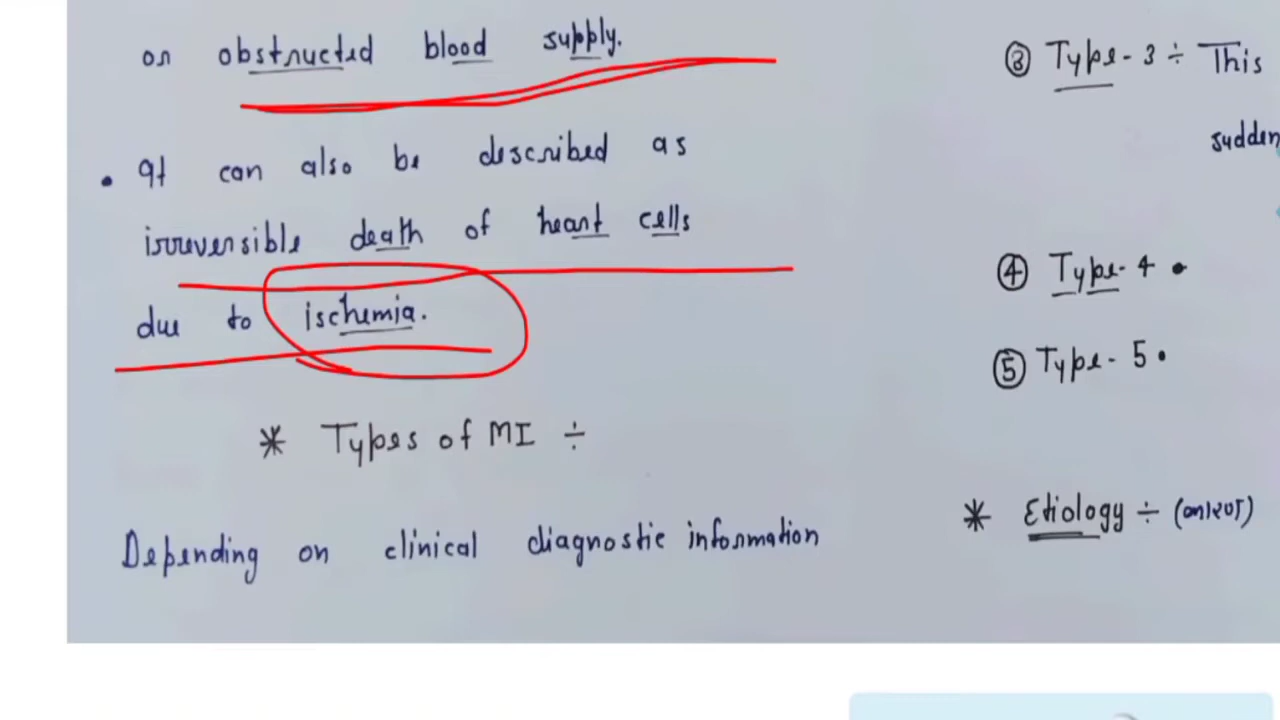 or obstructed blood supply.
• It can also be described as
irreversible death of heart cells
due to ischemia.
* Types of MI ÷
Depending on clinical diagnostic information
③ Type - 3 ÷ This
sudden
④ Type - 4 •
⑤ Type - 5 •
* Etiology ÷ (कारण)